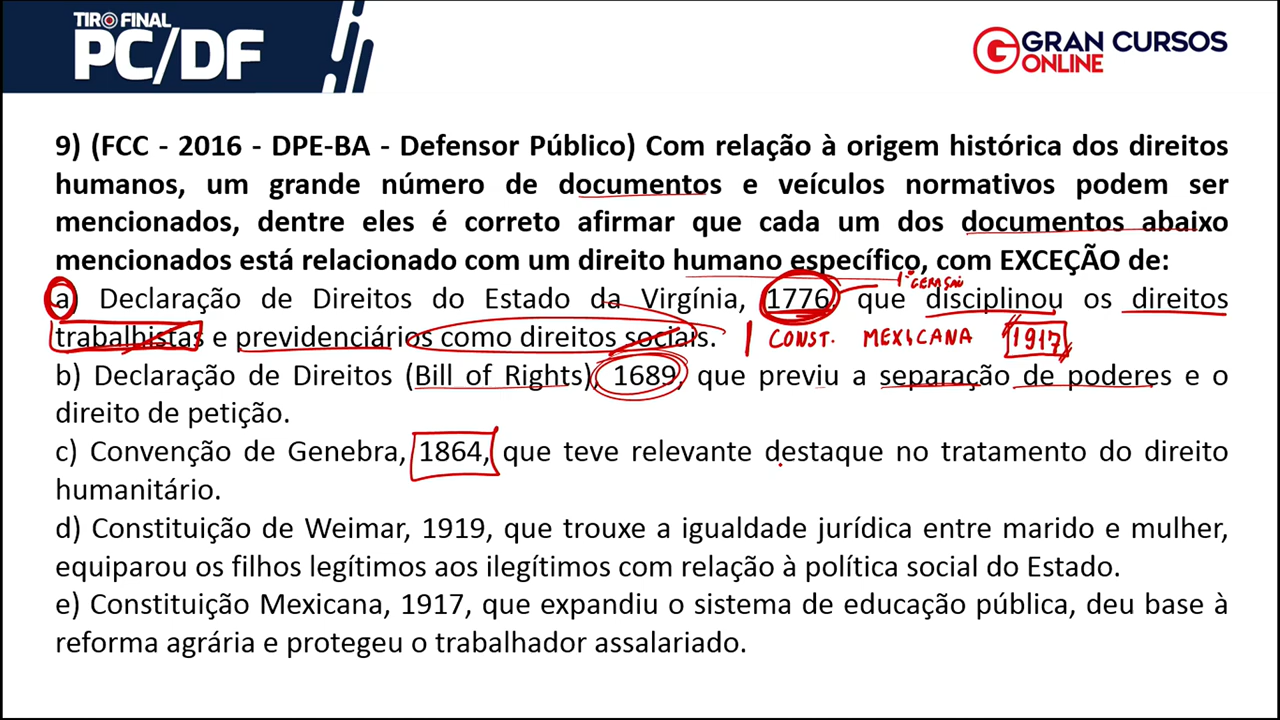 TIRO FINAL
PC/DF
GRAN CURSOS
ONLINE
9) (FCC - 2016 - DPE-BA - Defensor Público) Com relação à origem histórica dos direitos
humanos, um grande número de documentos e veículos normativos podem ser
mencionados, dentre eles é correto afirmar que cada um dos documentos abaixo
mencionados está relacionado com um direito humano específico, com EXCEÇÃO de:
1ª GERAÇÃO
a) Declaração de Direitos do Estado da Virgínia, 1776, que disciplinou os direitos
trabalhistas e previdenciários como direitos sociais. CONST. MEXICANA 1917
b) Declaração de Direitos (Bill of Rights), 1689, que previu a separação de poderes e o
direito de petição.
c) Convenção de Genebra, 1864, que teve relevante destaque no tratamento do direito
humanitário.
d) Constituição de Weimar, 1919, que trouxe a igualdade jurídica entre marido e mulher,
equiparou os filhos legítimos aos ilegítimos com relação à política social do Estado.
e) Constituição Mexicana, 1917, que expandiu o sistema de educação pública, deu base à
reforma agrária e protegeu o trabalhador assalariado.